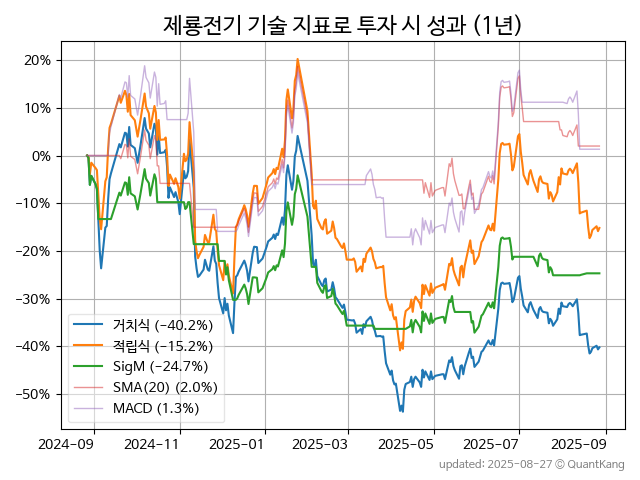 제룡전기 기술 지표로 투자 시 성과 (1년)
20%
10%
0%
−10%
−20%
−30%
−40%
−50%
거치식 (−40.2%)
적립식 (−15.2%)
SigM (−24.7%)
SMA(20) (2.0%)
MACD (1.3%)
2024-09 2024-11 2025-01 2025-03 2025-05 2025-07 2025-09
updated: 2025-08-27 © QuantKang